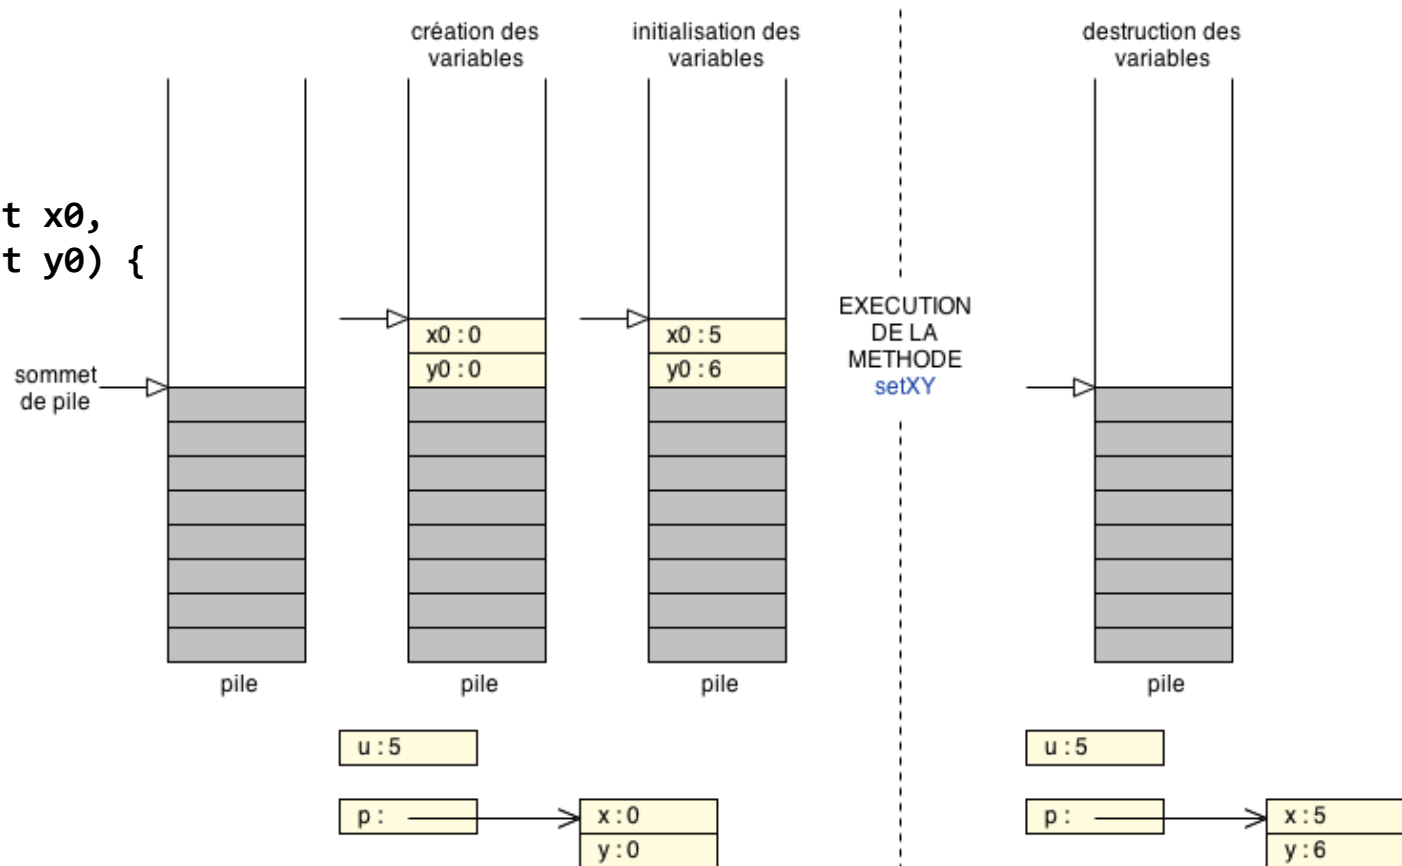 création des
variables
initialisation des
variables
destruction des
variables
t x0,
t y0) {
sommet
de pile
x0 : 0
y0 : 0
x0 : 5
y0 : 6
EXECUTION
DE LA
METHODE
setXY
pile
pile
pile
pile
u : 5
p :
x : 0
y : 0
u : 5
p :
x : 5
y : 6